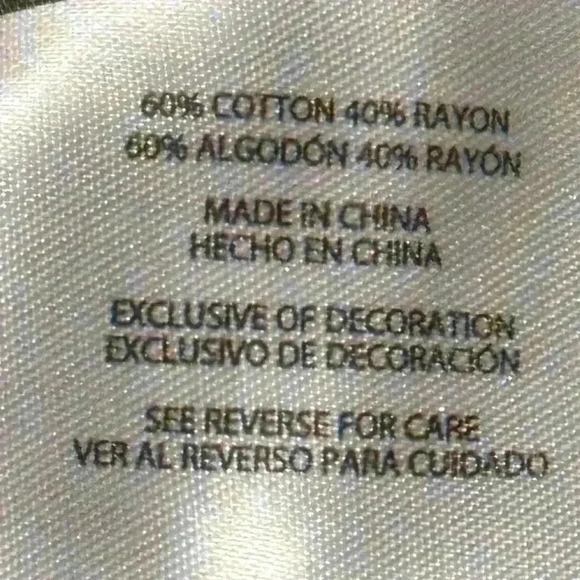 60% COTTON 40% RAYON
60% ALGODÓN 40% RAYÓN
MADE IN CHINA
HECHO EN CHINA
EXCLUSIVE OF DECORATION
EXCLUSIVO DE DECORACIÓN
SEE REVERSE FOR CARE
VER AL REVERSO PARA CUIDADO